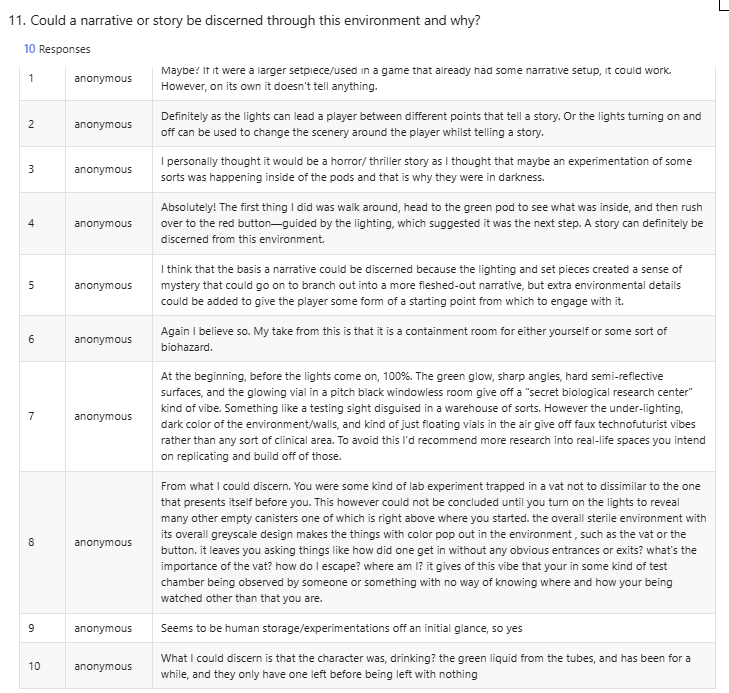 11. Could a narrative or story be discerned through this environment and why?
10 Responses
1 anonymous Maybe? If it were a larger setpiece/used in a game that already had some narrative setup, it could work.
However, on its own it doesn't tell anything.
2 anonymous Definitely as the lights can lead a player between different points that tell a story. Or the lights turning on and
off can be used to change the scenery around the player whilst telling a story.
3 anonymous I personally thought it would be a horror/ thriller story as I thought that maybe an experimentation of some
sorts was happening inside of the pods and that is why they were in darkness.
4 anonymous Absolutely! The first thing I did was walk around, head to the green pod to see what was inside, and then rush
over to the red button—guided by the lighting, which suggested it was the next step. A story can definitely be
discerned from this environment.
5 anonymous I think that the basis a narrative could be discerned because the lighting and set pieces created a sense of
mystery that could go on to branch out into a more fleshed-out narrative, but extra environmental details
could be added to give the player some form of a starting point from which to engage with it.
6 anonymous Again I believe so. My take from this is that it is a containment room for either yourself or some sort of
biohazard.
7 anonymous At the beginning, before the lights come on, 100%. The green glow, sharp angles, hard semi-reflective
surfaces, and the glowing vial in a pitch black windowless room give off a "secret biological research center"
kind of vibe. Something like a testing sight disguised in a warehouse of sorts. However the under-lighting,
dark color of the environment/walls, and kind of just floating vials in the air give off faux technofuturist vibes
rather than any sort of clinical area. To avoid this I'd recommend more research into real-life spaces you intend
on replicating and build off of those.
8 anonymous From what I could discern. You were some kind of lab experiment trapped in a vat not to dissimilar to the one
that presents itself before you. This however could not be concluded until you turn on the lights to reveal
many other empty canisters one of which is right above where you started. the overall sterile environment with
its overall greyscale design makes the things with color pop out in the environment , such as the vat or the
button. it leaves you asking things like how did one get in without any obvious entrances or exits? what's the
importance of the vat? how do I escape? where am I? it gives of this vibe that your in some kind of test
chamber being observed by someone or something with no way of knowing where and how your being
watched other than that you are.
9 anonymous Seems to be human storage/experimentations off an initial glance, so yes
10 anonymous What I could discern is that the character was, drinking? the green liquid from the tubes, and has been for a
while, and they only have one left before being left with nothing